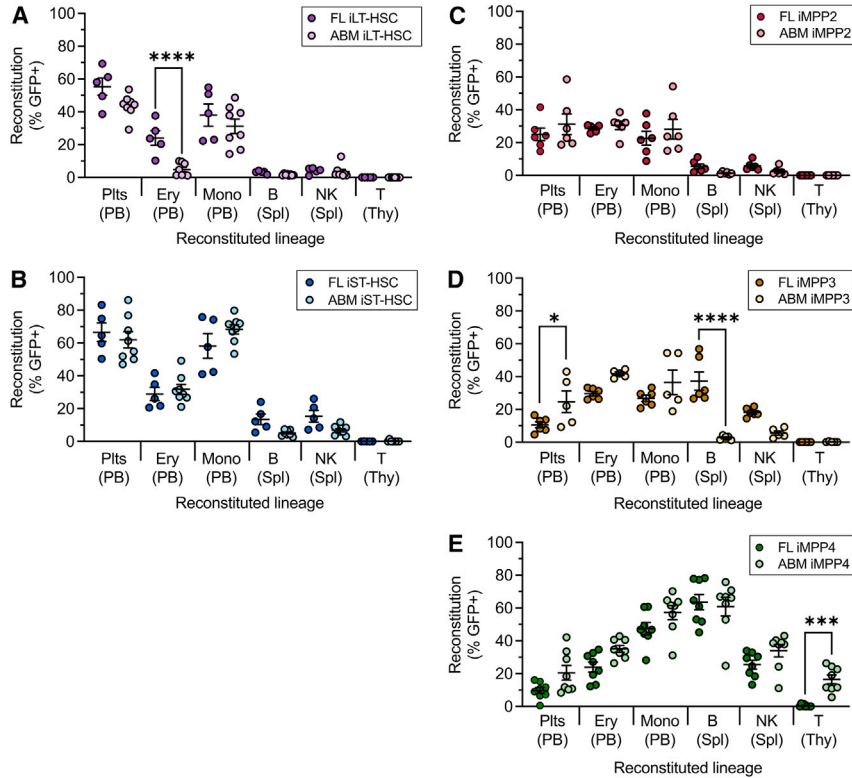 A
Reconstitution
(% GFP+)
100
80
60
40
20
0
****
FL iLT-HSC
ABM iLT-HSC
Plts Ery Mono B NK T
(PB) (PB) (PB) (Spl) (Spl) (Thy)
Reconstituted lineage
B
Reconstitution
(% GFP+)
100
80
60
40
20
0
FL iST-HSC
ABM iST-HSC
Plts Ery Mono B NK T
(PB) (PB) (PB) (Spl) (Spl) (Thy)
Reconstituted lineage
C
Reconstitution
(% GFP+)
100
80
60
40
20
0
FL iMPP2
ABM iMPP2
Plts Ery Mono B NK T
(PB) (PB) (PB) (Spl) (Spl) (Thy)
Reconstituted lineage
D
Reconstitution
(% GFP+)
100
80
60
40
20
0
*
****
FL iMPP3
ABM iMPP3
Plts Ery Mono B NK T
(PB) (PB) (PB) (Spl) (Spl) (Thy)
Reconstituted lineage
E
Reconstitution
(% GFP+)
100
80
60
40
20
0
***
FL iMPP4
ABM iMPP4
Plts Ery Mono B NK T
(PB) (PB) (PB) (Spl) (Spl) (Thy)
Reconstituted lineage